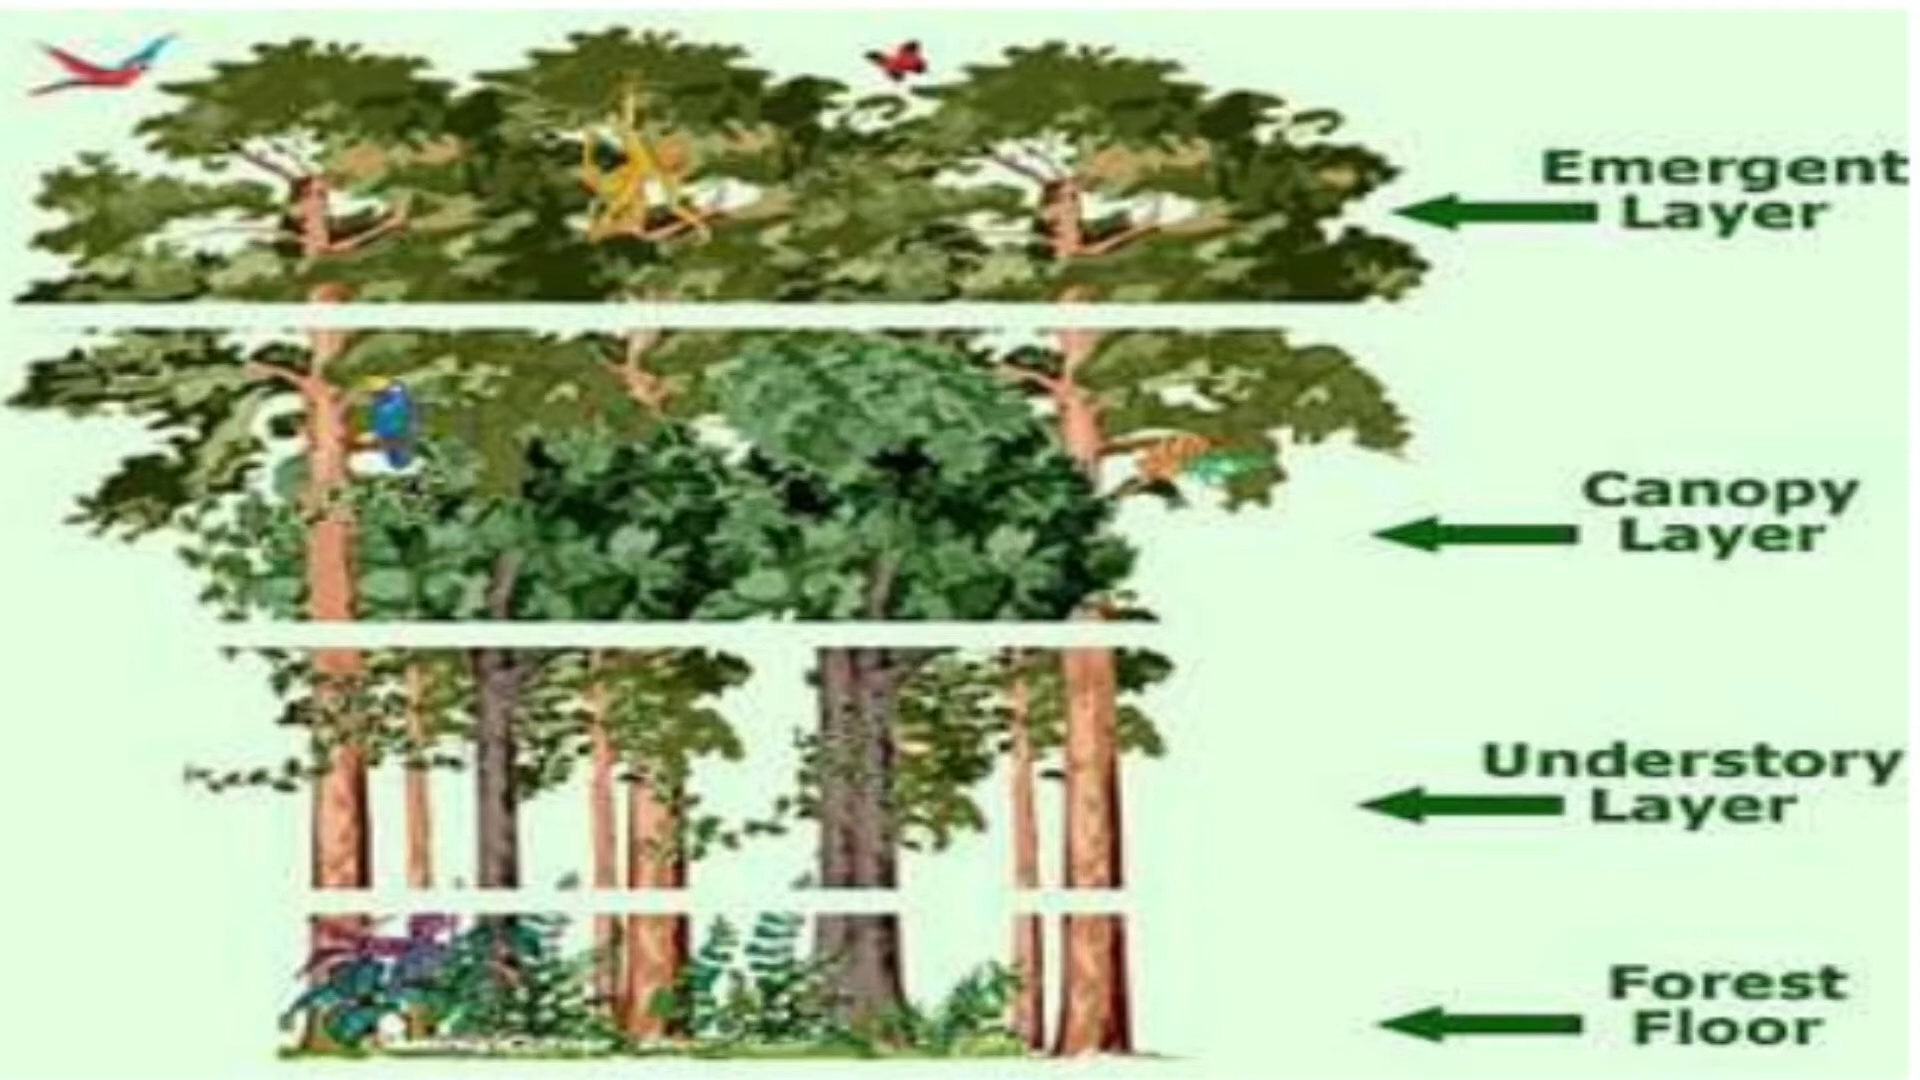 Emergent
Layer
Canopy
Layer
Understory
Layer
Forest
Floor